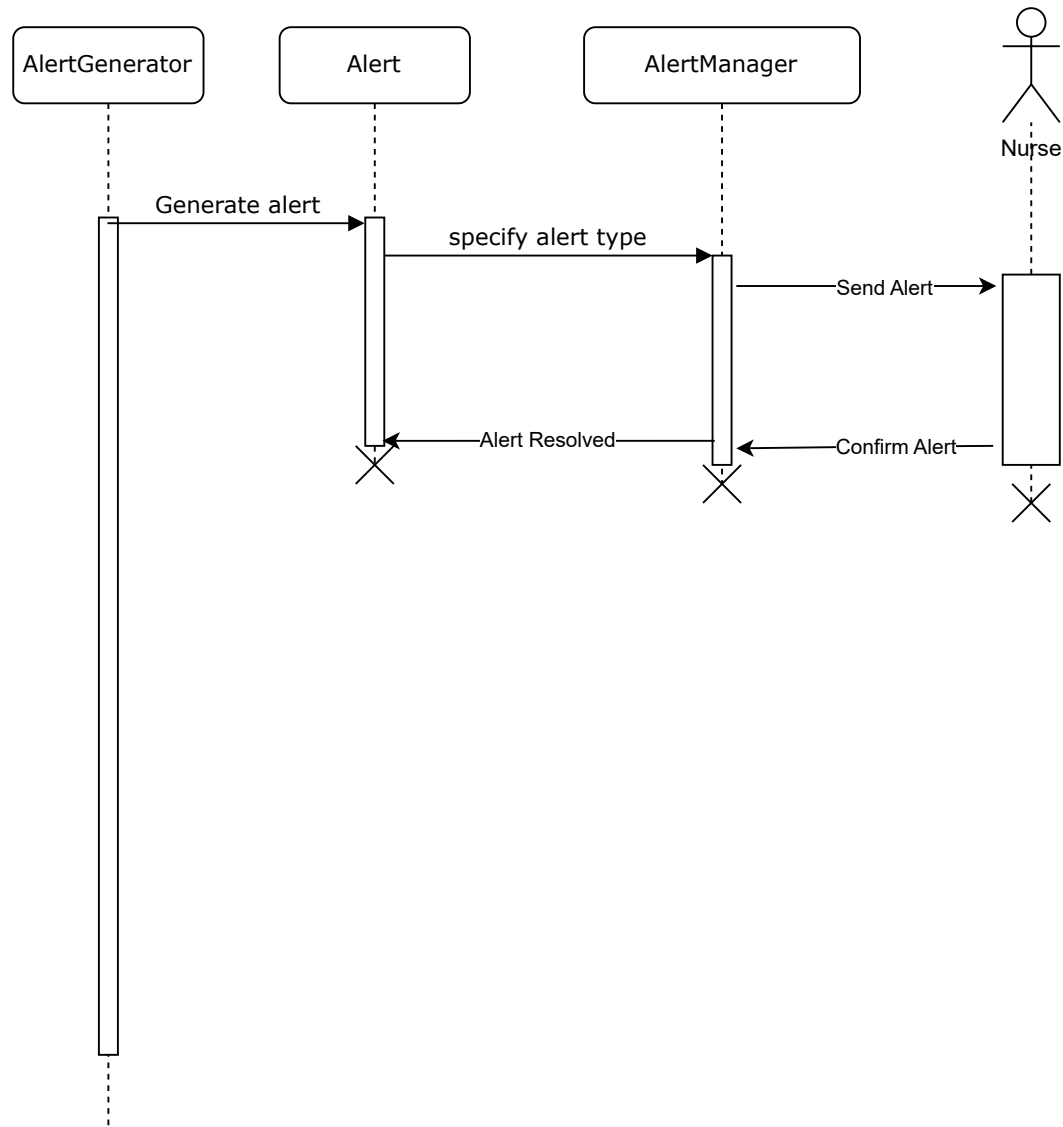 AlertGenerator
Alert
AlertManager
Nurse
Generate alert
specify alert type
Send Alert
Alert Resolved
Confirm Alert